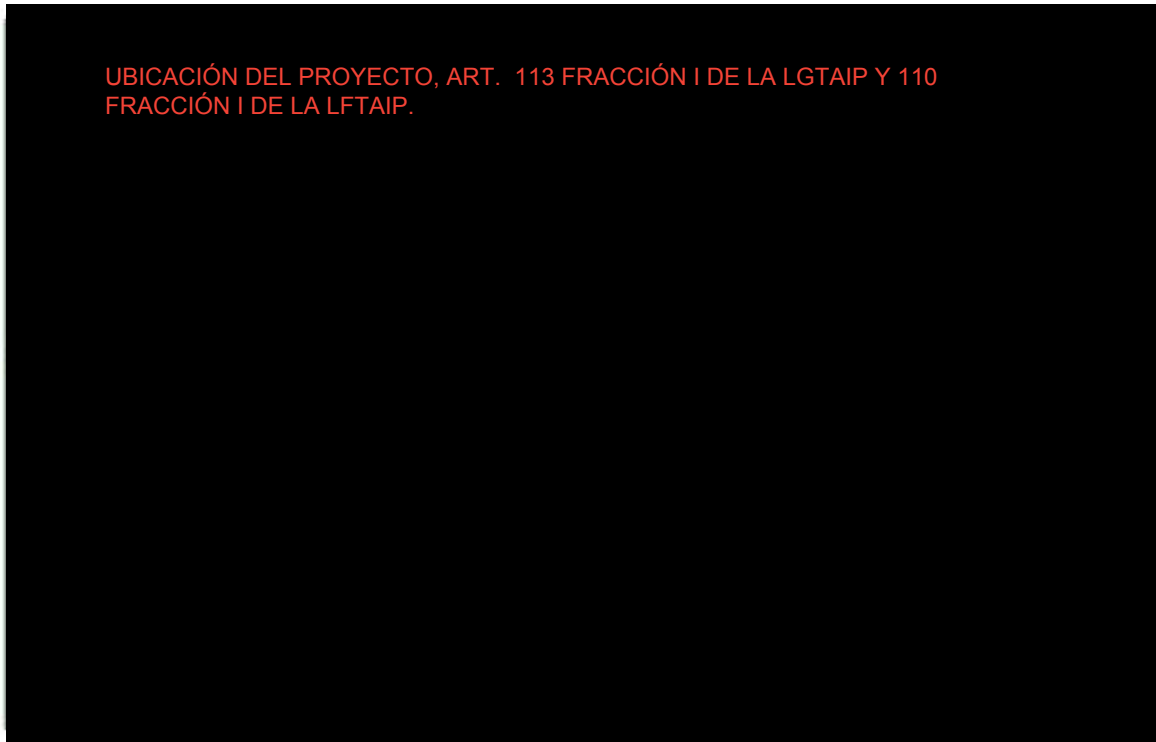 UBICACIÓN DEL PROYECTO, ART.  113 FRACCIÓN I DE LA LGTAIP Y 110
FRACCIÓN I DE LA LFTAIP.